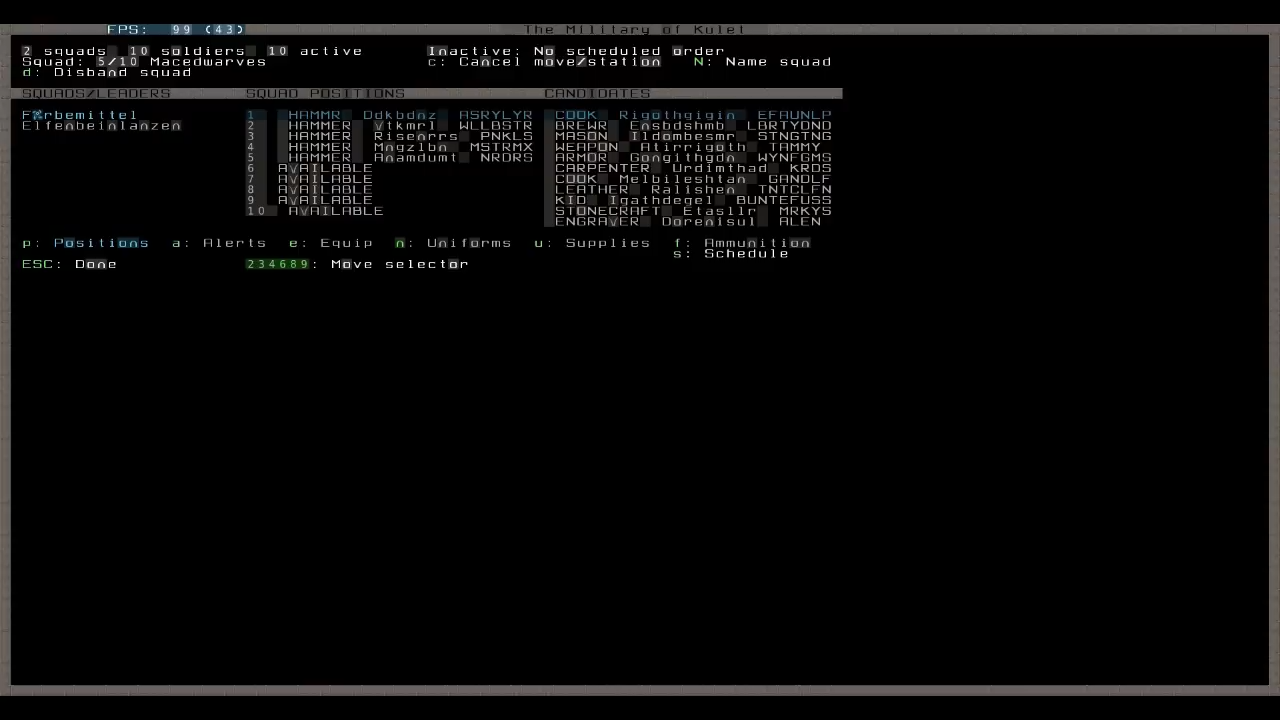 FPS: 99 (43) The Military of Kulet
2 squads 10 soldiers 10 active Inactive: No scheduled order
Squad: 5/10 Macedwarves c: Cancel move/station N: Name squad
d: Disband squad
SQUADS/LEADERS SQUAD POSITIONS CANDIDATES
Färbemittel 1 HAMMR Ddkbdnz ASRYLYR COOK Rigothgigin EFAUNLP
Elfenbeinlanzen 2 HAMMER Vtkmrl WLLBSTR BREWR Ensbdshmb LBRTYDND
3 HAMMER Risenrrs PNKLS MASON Ildombesmr STNGTNG
4 HAMMER Mngzlbn MSTRMX WEAPON Atirrigoth TAMMY
5 HAMMER Anamdumt NRDRS ARMOR Gongithgdn WYNFGMS
6 AVAILABLE CARPENTER Urdimthad KRDS
7 AVAILABLE COOK Melbileshtan GANDLF
8 AVAILABLE LEATHER Ralishen TNTCLFN
9 AVAILABLE KID Igathdegel BUNTEFUSS
10 AVAILABLE STONECRAFT Etasllr MRKYS
ENGRAVER Dorenisul ALEN
p: Positions a: Alerts e: Equip n: Uniforms u: Supplies f: Ammunition
s: Schedule
ESC: Done 234689: Move selector